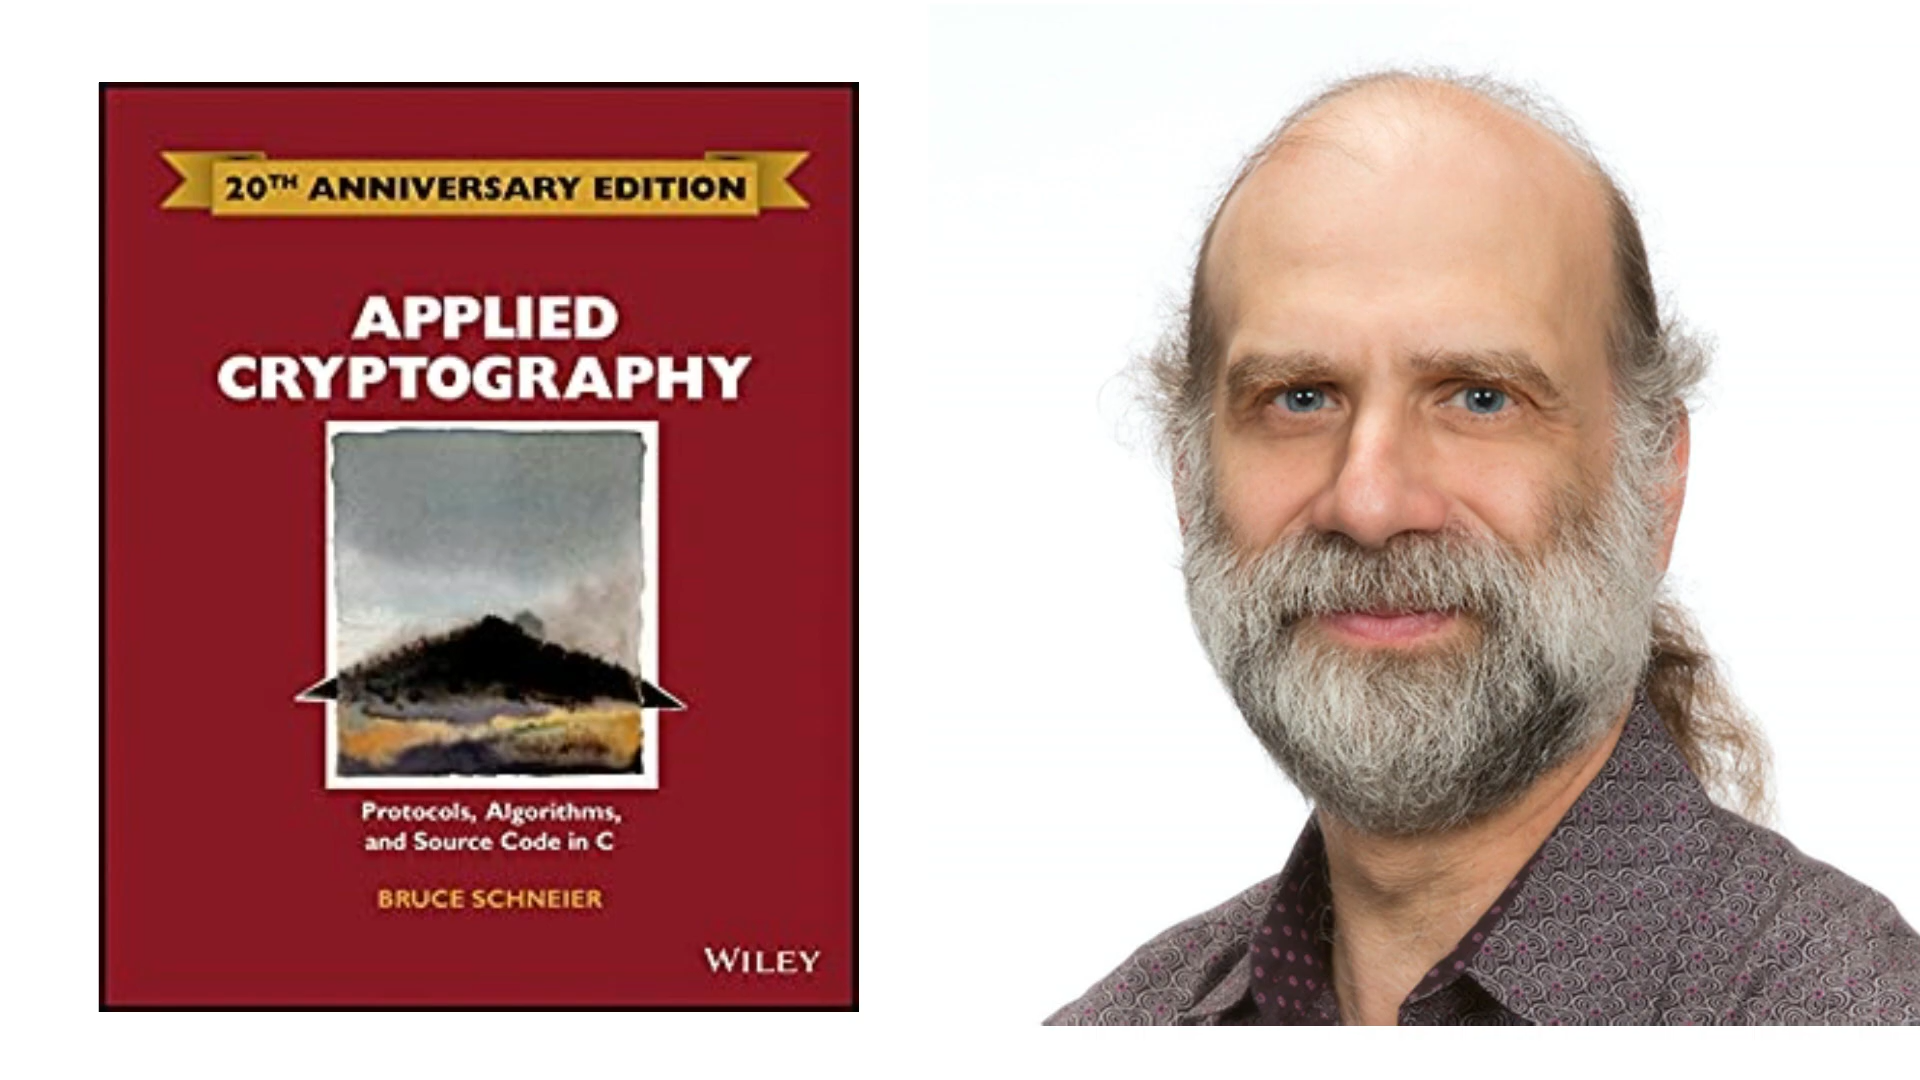 20TH ANNIVERSARY EDITION
APPLIED
CRYPTOGRAPHY
Protocols, Algorithms,
and Source Code in C
BRUCE SCHNEIER
WILEY